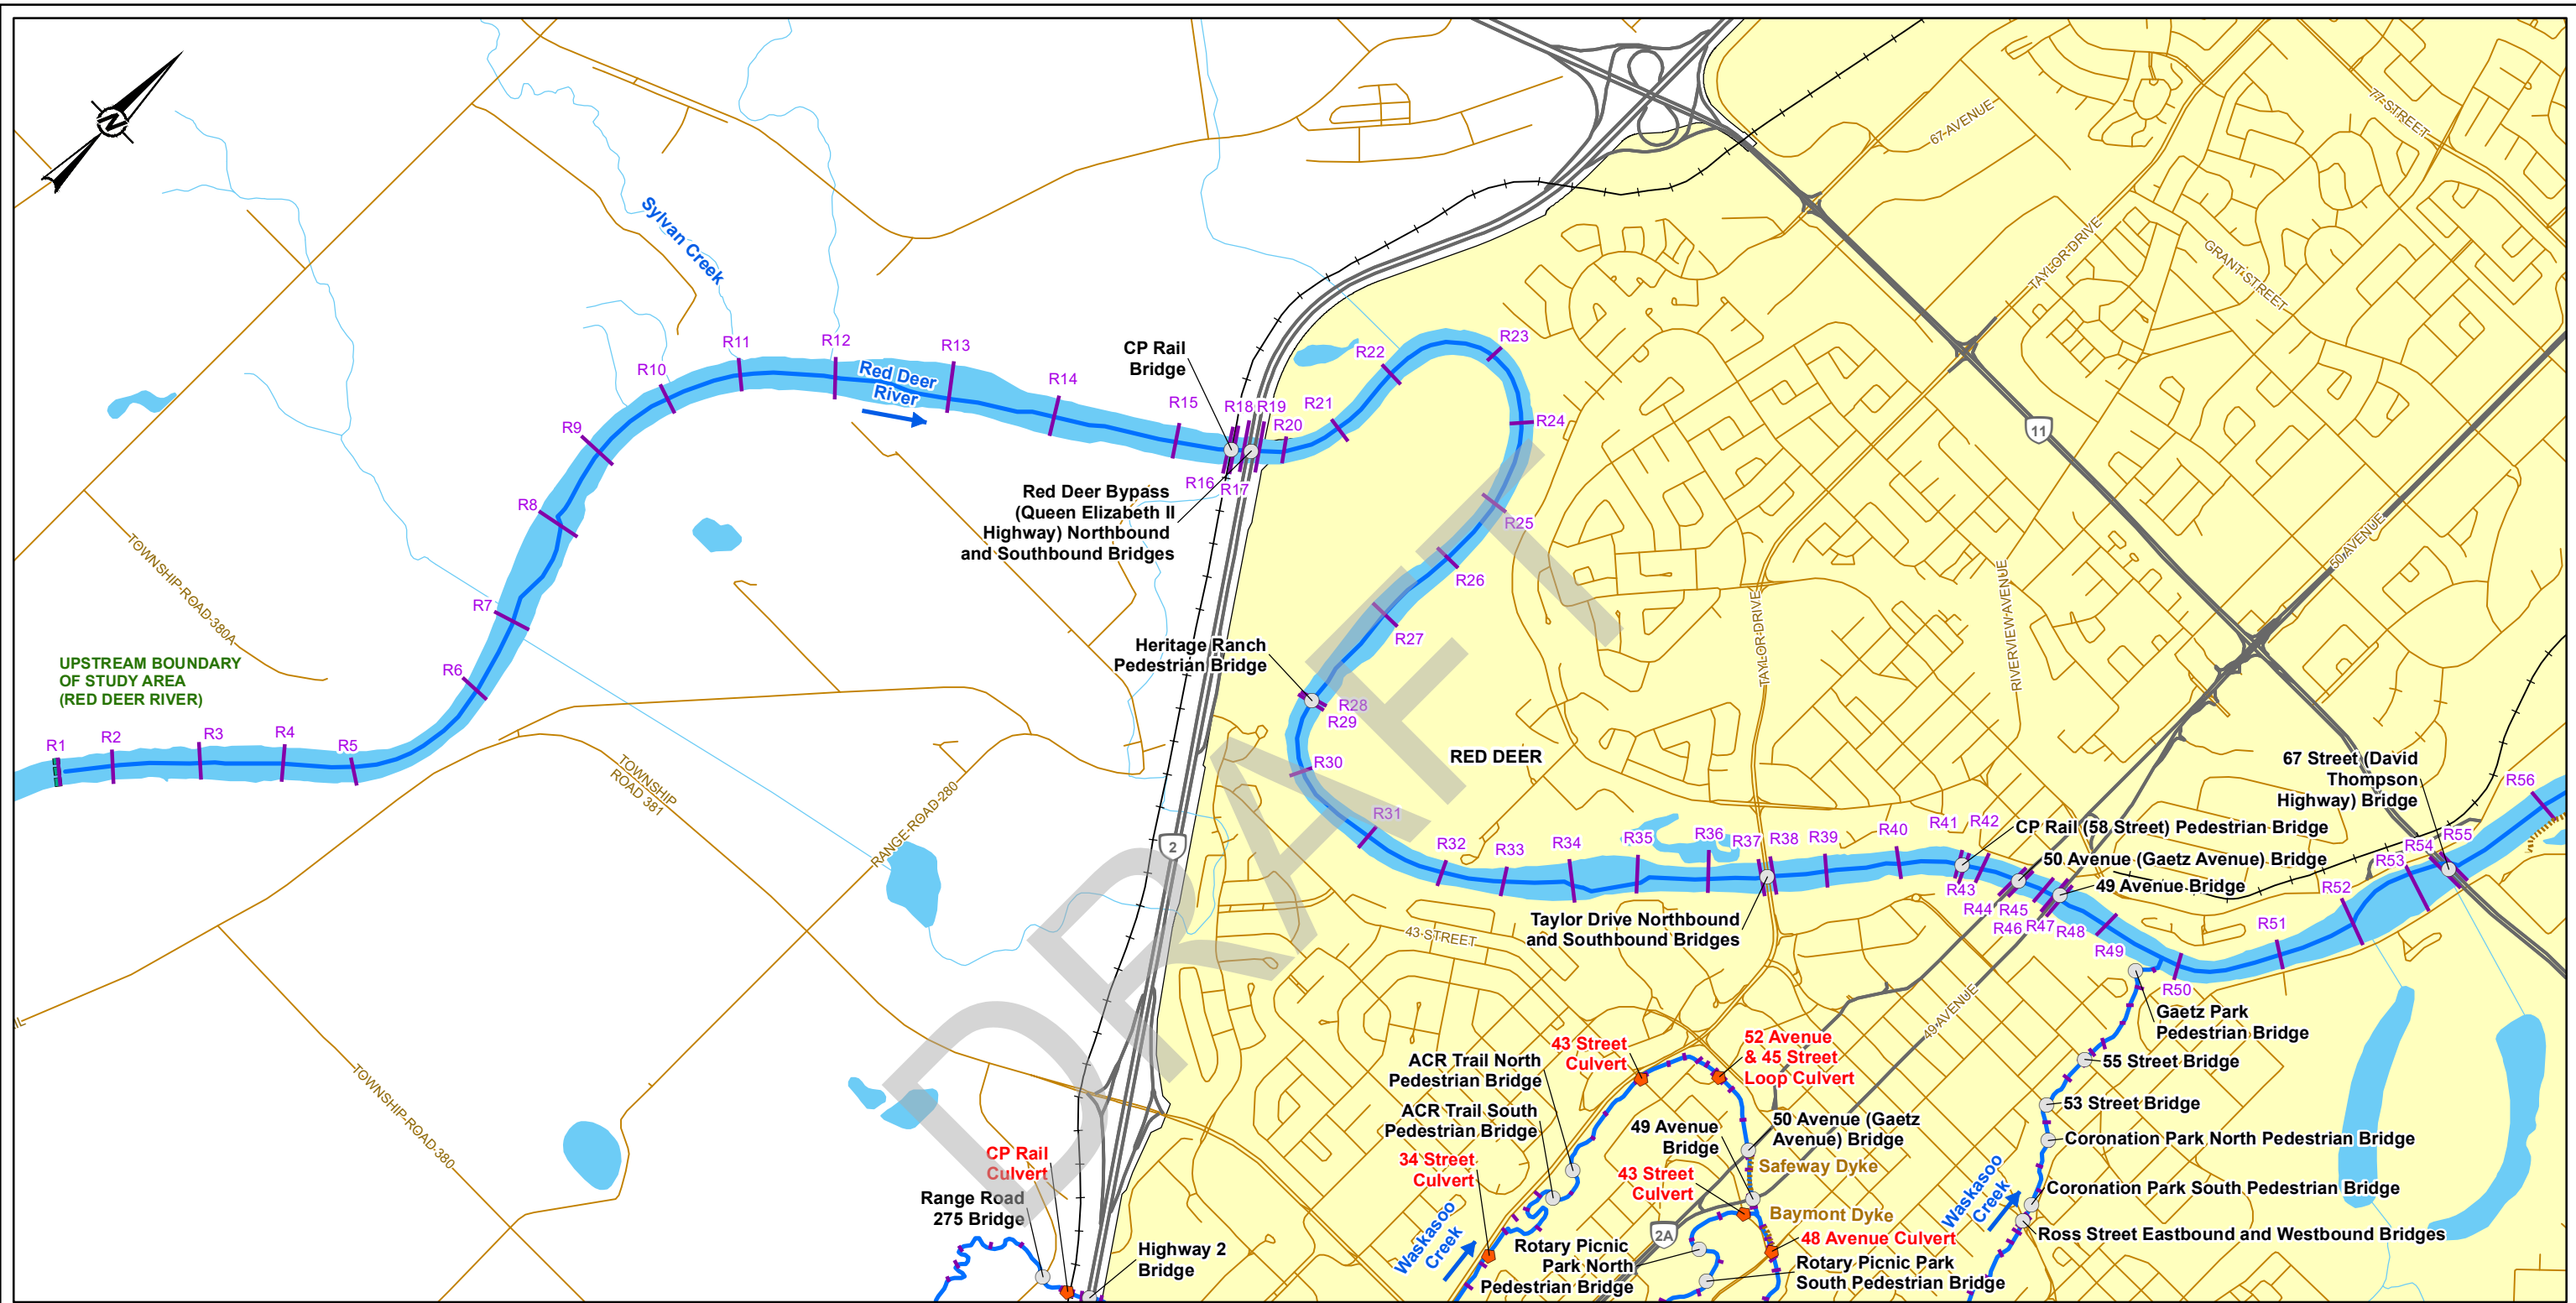 N
77 STREET
67 AVENUE
Sylvan Creek
TAYLOR DRIVE
GRANT STREET
R11
R12
R13
CP Rail
Bridge
R22
R23
R10
Red Deer
River
R14
R15
R18
R19
R21
R20
R24
R9
11
R16
R17
Red Deer Bypass
(Queen Elizabeth II
Highway) Northbound
and Southbound Bridges
R8
R25
50 AVENUE
TOWNSHIP ROAD 380A
R26
R7
R27
TAYLOR DRIVE
RIVERVIEW AVENUE
UPSTREAM BOUNDARY
OF STUDY AREA
(RED DEER RIVER)
R6
Heritage Ranch
Pedestrian Bridge
R28
R29
R1
R2
R3
R4
R5
RED DEER
R30
67 Street (David
Thompson
Highway) Bridge
R56
TOWNSHIP
ROAD 381
RANGE ROAD 280
2
R31
R32
R33
R34
R35
R36
R37
R38
R39
R40
R41
R42
CP Rail (58 Street) Pedestrian Bridge
R55
R54
R53
50 Avenue (Gaetz Avenue) Bridge
49 Avenue Bridge
R43
R44
R45
R46
R47
R48
R49
R52
R51
R50
43 STREET
Taylor Drive Northbound
and Southbound Bridges
49 AVENUE
DRAFT
TOWNSHIP ROAD 380
Gaetz Park
Pedestrian Bridge
43 Street
Culvert
52 Avenue
& 45 Street
Loop Culvert
ACR Trail North
Pedestrian Bridge
55 Street Bridge
ACR Trail South
Pedestrian Bridge
53 Street Bridge
49 Avenue
Bridge
50 Avenue (Gaetz
Avenue) Bridge
Coronation Park North Pedestrian Bridge
CP Rail
Culvert
34 Street
Culvert
43 Street
Culvert
Safeway Dyke
Range Road
275 Bridge
Waskasoo
Creek
Coronation Park South Pedestrian Bridge
Baymont Dyke
Waskasoo
Creek
2A
48 Avenue Culvert
Ross Street Eastbound and Westbound Bridges
Highway 2
Bridge
Rotary Picnic
Park North
Pedestrian Bridge
Rotary Picnic Park
South Pedestrian Bridge